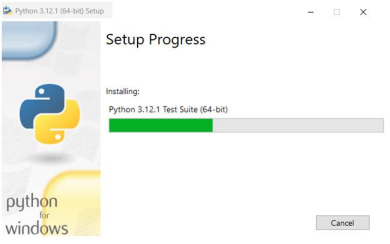 Python 3.12.1 (64-bit) Setup
Setup Progress
Installing:
Python 3.12.1 Test Suite (64-bit)
python
for
windows
Cancel